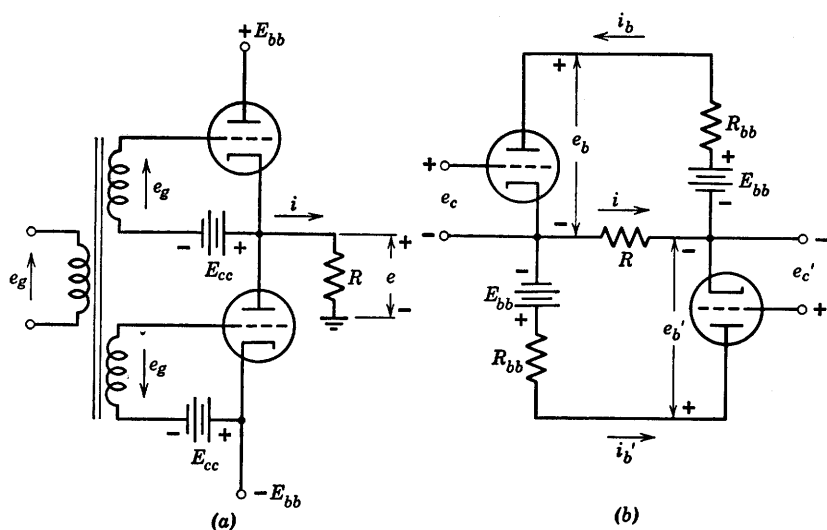 + E_bb
e_g
i
e_g
− +
E_cc
+
e
−
R
e_g
− +
E_cc
− E_bb
(a)
i_b
+
e_b
R_bb
+
E_bb
−
+
e_c
−
−
i
R
−
−
e_c'
+
−
E_bb
+
R_bb
e_b'
+
i_b'
(b)